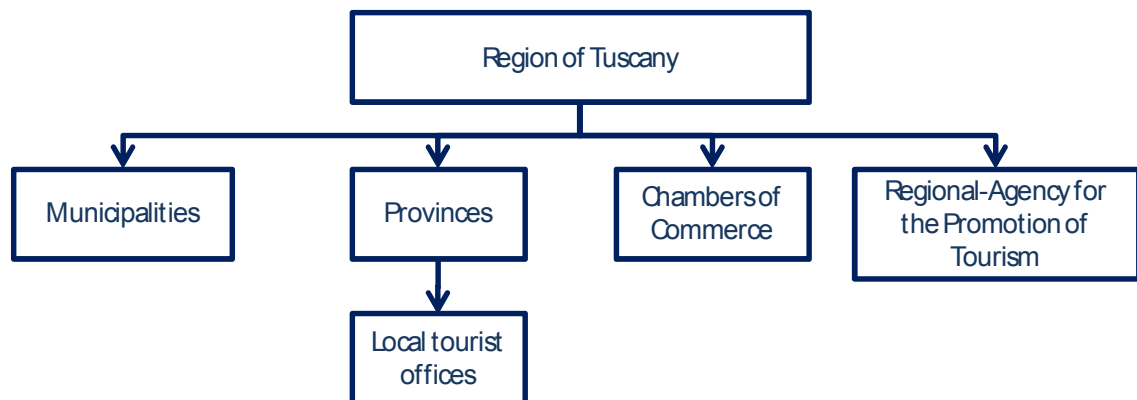 Region of Tuscany
Municipalities
Provinces
Chambers of
Commerce
Regional-Agency for
the Promotion of
Tourism
Local tourist
offices